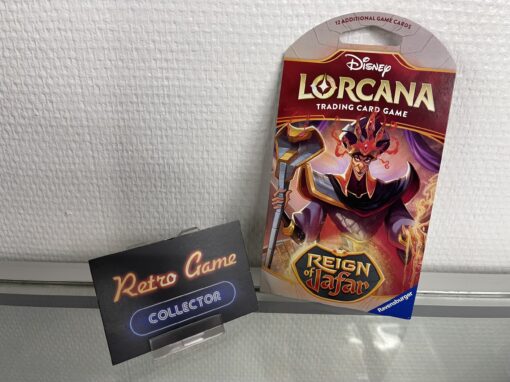 12 ADDITIONAL GAME CARDS
Disney
LORCANA
TRADING CARD GAME
REIGN
of Jafar
Ravensburger
Retro Game
COLLECTOR